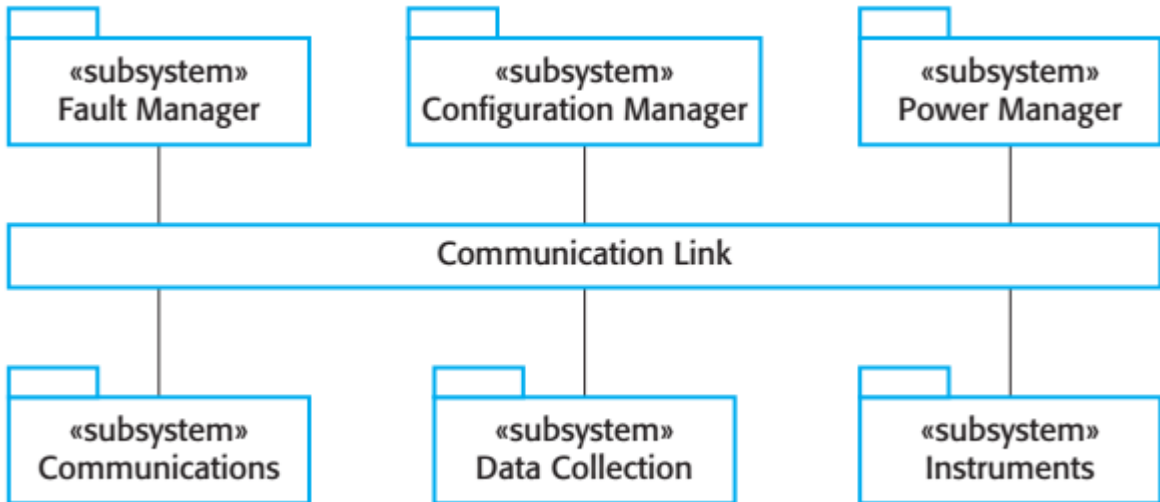 «subsystem»
Fault Manager
«subsystem»
Configuration Manager
«subsystem»
Power Manager
Communication Link
«subsystem»
Communications
«subsystem»
Data Collection
«subsystem»
Instruments